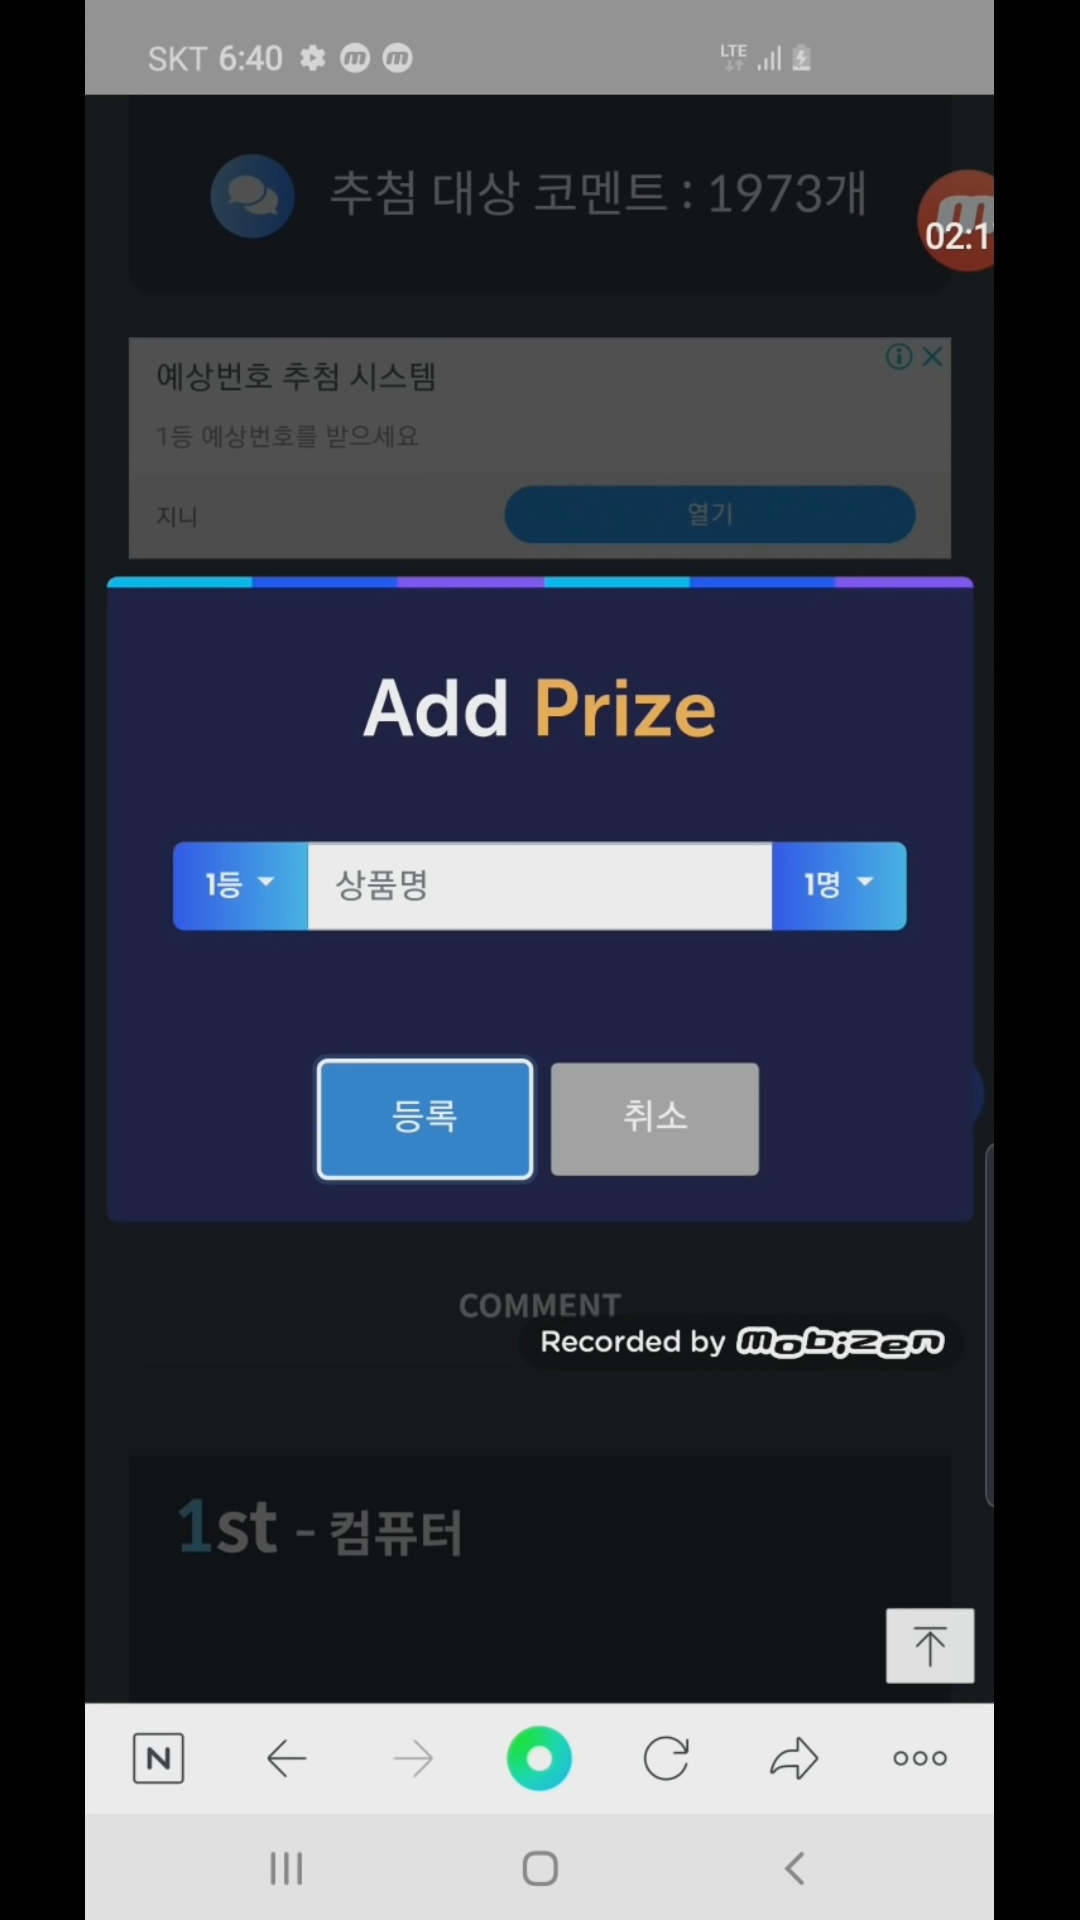 SKT 6:40
LTE
추첨 대상 코멘트 : 1973개
02:1
예상번호 추첨 시스템
1등 예상번호를 받으세요
지니
열기
Add Prize
1등
상품명
1명
등록
취소
COMMENT
Recorded by mobizen
1st - 컴퓨터
N